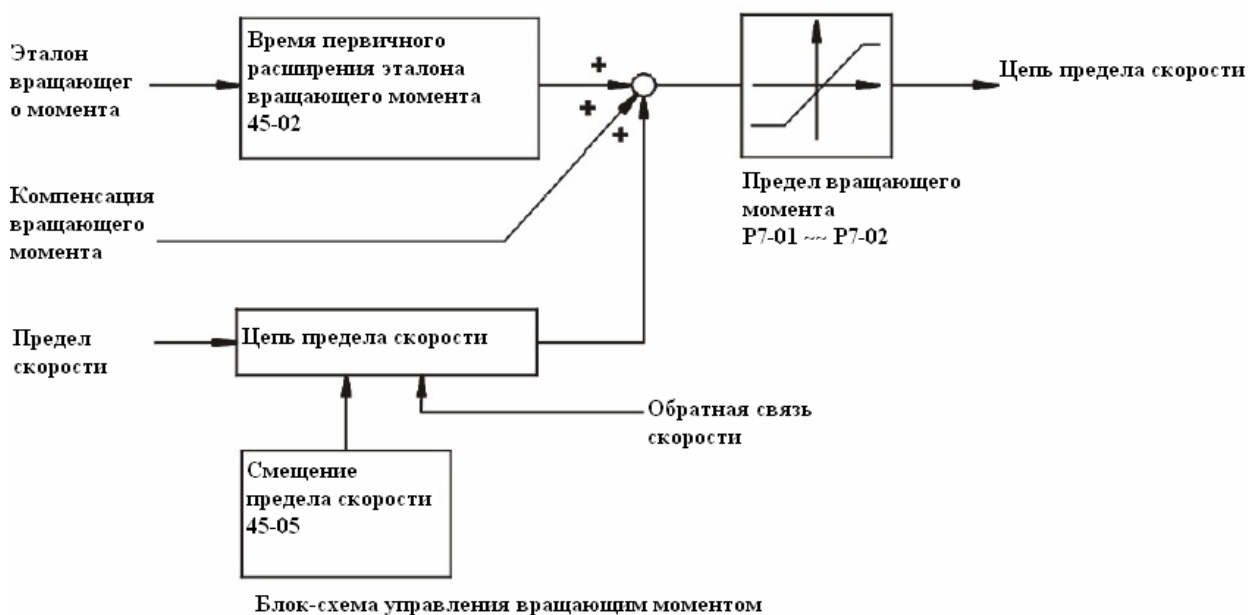 Эталон
вращающег
о момента
Время первичного
расширения эталона
вращающего момента
45-02
+
+
+
Цепь предела скорости
Предел вращающего
момента
P7-01 ~~ P7-02
Компенсация
вращающего
момента
Предел
скорости
Цепь предела скорости
Обратная связь
скорости
Смещение
предела скорости
45-05
Блок-схема управления вращающим моментом